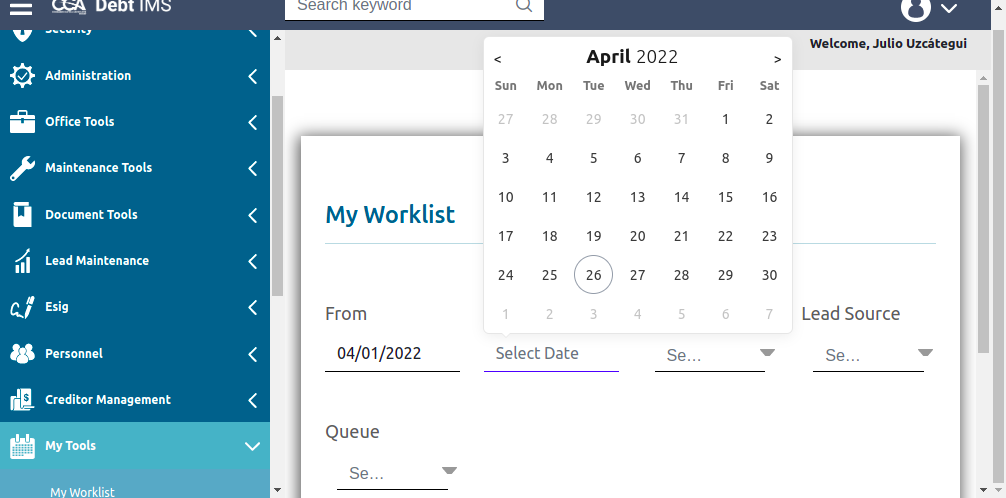 CCA Debt IMS
Search keyword
Welcome, Julio Uzcátegui
Security
Administration
Office Tools
Maintenance Tools
Document Tools
Lead Maintenance
Esig
Personnel
Creditor Management
My Tools
My Worklist
< April 2022 >
Sun Mon Tue Wed Thu Fri Sat
27 28 29 30 31 1 2
3 4 5 6 7 8 9
10 11 12 13 14 15 16
17 18 19 20 21 22 23
24 25 26 27 28 29 30
1 2 3 4 5 6 7
My Worklist
From
Lead Source
04/01/2022
Select Date
Se...
Se...
Queue
Se...